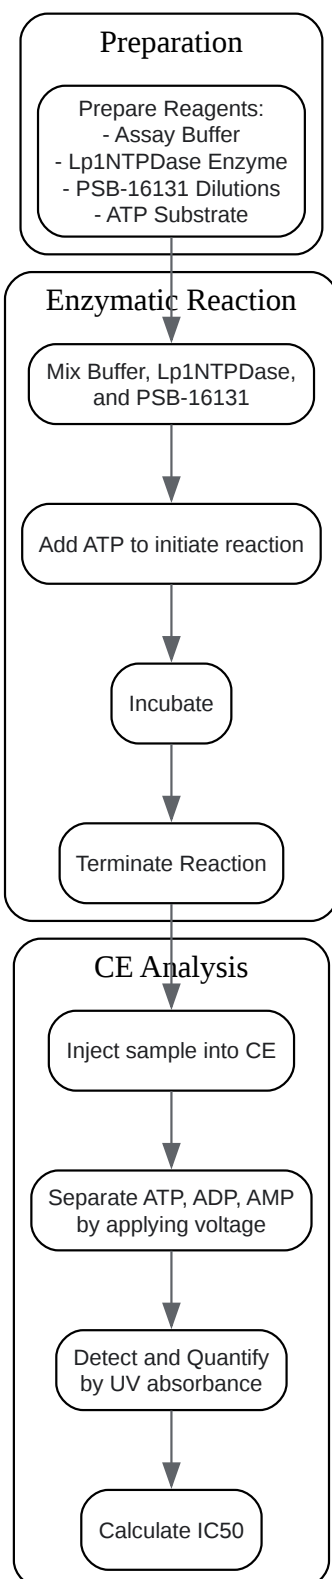 Preparation
Prepare Reagents:
- Assay Buffer
- Lp1NTPDase Enzyme
- PSB-16131 Dilutions
- ATP Substrate
Enzymatic Reaction
Mix Buffer, Lp1NTPDase,
and PSB-16131
Add ATP to initiate reaction
Incubate
Terminate Reaction
CE Analysis
Inject sample into CE
Separate ATP, ADP, AMP
by applying voltage
Detect and Quantify
by UV absorbance
Calculate IC50